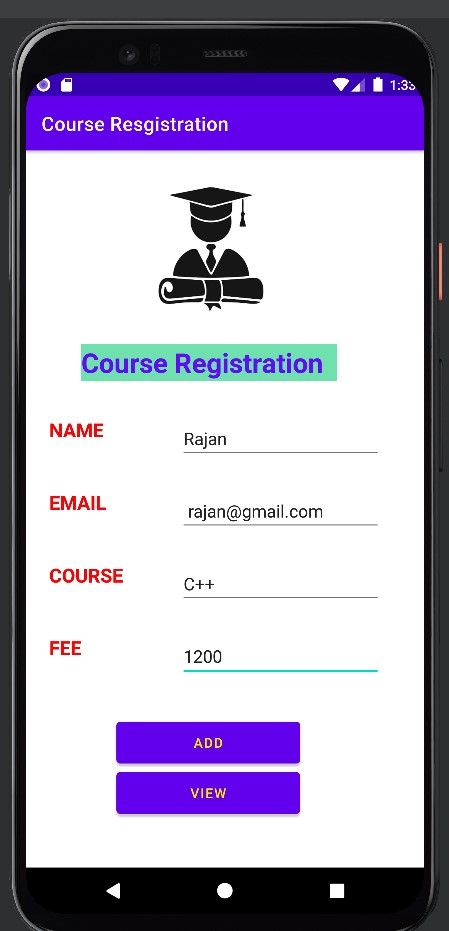 1:33
Course Resgistration
Course Registration
NAME
Rajan
EMAIL
rajan@gmail.com
COURSE
C++
FEE
1200
ADD
VIEW